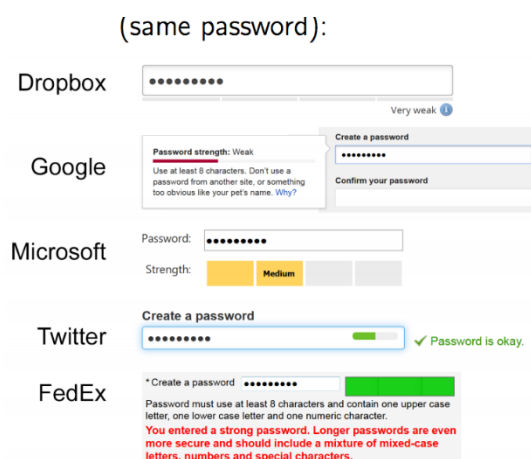 (same password):
Dropbox
Very weak
Google
Password strength: Weak
Use at least 8 characters. Don't use a
password from another site, or something
too obvious like your pet's name. Why?
Create a password
Confirm your password
Microsoft
Password:
Strength:
Medium
Twitter
Create a password
Password is okay.
FedEx
* Create a password
Password must use at least 8 characters and contain one upper case
letter, one lower case letter and one numeric character.
You entered a strong password. Longer passwords are even
more secure and should include a mixture of mixed-case
letters, numbers and special characters.